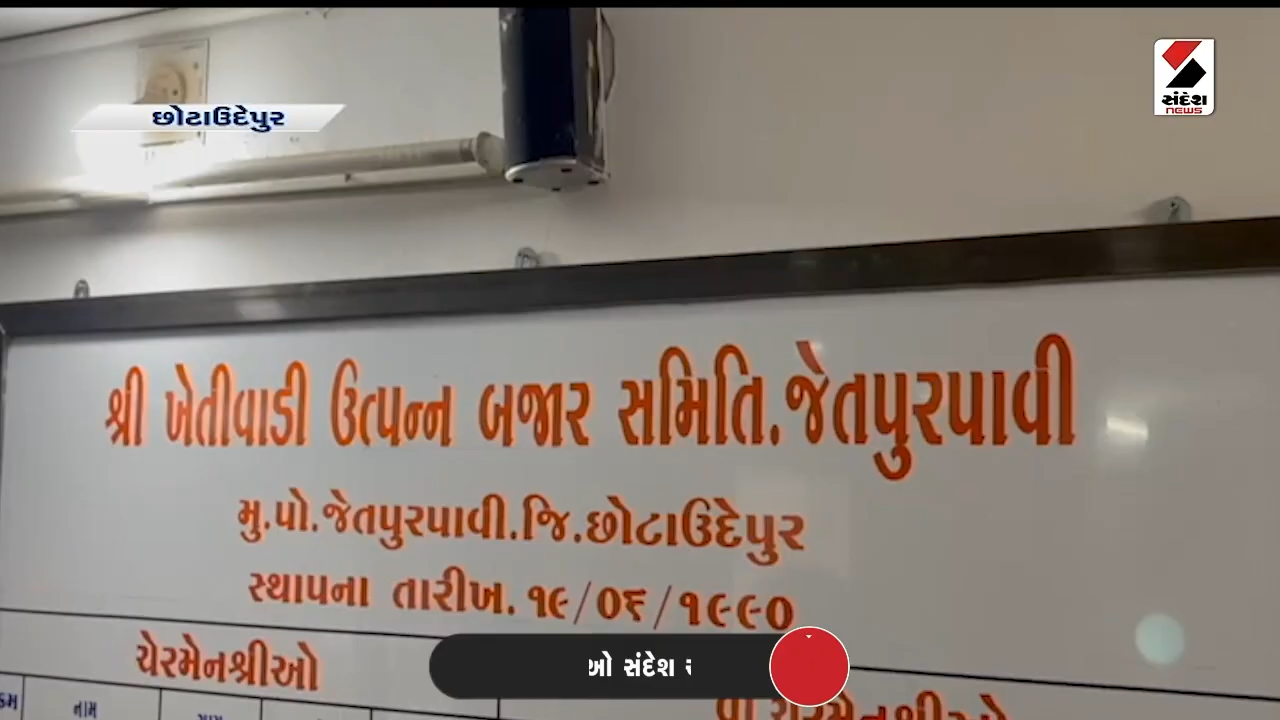 છોટાઉદેપુર
સંદેશ
NEWS
શ્રી ખેતીવાડી ઉત્પન્ન બજાર સમિતિ.જેતપુરપાવી
મુ.પો.જેતપુરપાવી.જિ.છોટાઉદેપુર
સ્થાપના તારીખ. ૧૯/૦૬/૧૯૯૦
ચેરમેનશ્રીઓ
નામ
સંદેશ